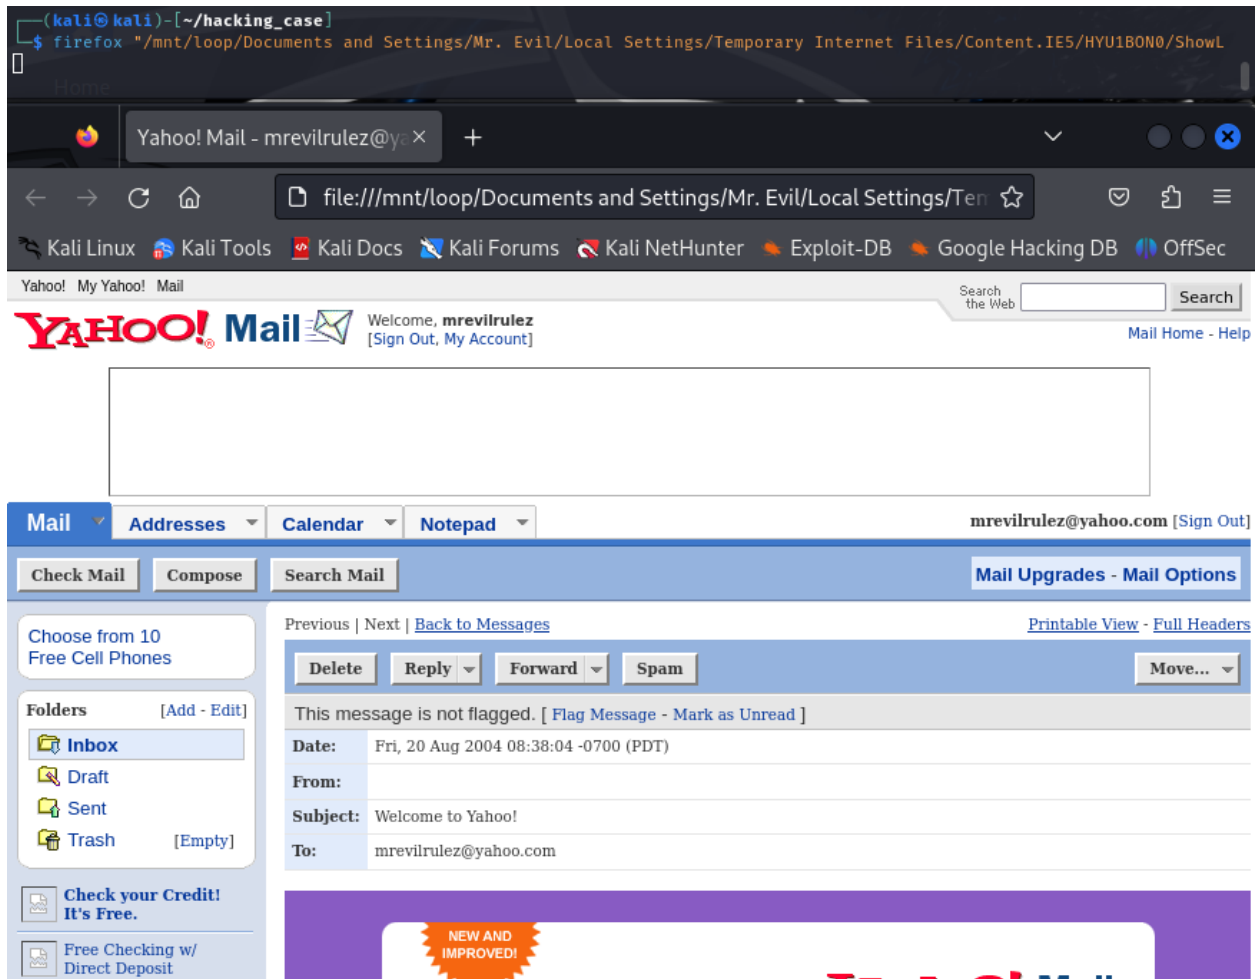 (kali㉿kali)-[~/hacking_case]
$ firefox "/mnt/loop/Documents and Settings/Mr. Evil/Local Settings/Temporary Internet Files/Content.IE5/HYU1BON0/ShowL
Home
Yahoo! Mail - mrevilrulez@ya
file:///mnt/loop/Documents and Settings/Mr. Evil/Local Settings/Tem
Kali Linux Kali Tools Kali Docs Kali Forums Kali NetHunter Exploit-DB Google Hacking DB OffSec
Yahoo! My Yahoo! Mail
Search the Web Search
YAHOO! Mail
Welcome, mrevilrulez
[Sign Out, My Account]
Mail Home - Help
Mail Addresses Calendar Notepad
mrevilrulez@yahoo.com [Sign Out]
Check Mail Compose Search Mail
Mail Upgrades - Mail Options
Choose from 10
Free Cell Phones
Folders [Add - Edit]
Inbox
Draft
Sent
Trash [Empty]
Check your Credit!
It's Free.
Free Checking w/
Direct Deposit
Previous | Next | Back to Messages
Printable View - Full Headers
Delete Reply Forward Spam Move...
This message is not flagged. [ Flag Message - Mark as Unread ]
Date: Fri, 20 Aug 2004 08:38:04 -0700 (PDT)
From:
Subject: Welcome to Yahoo!
To: mrevilrulez@yahoo.com
NEW AND
IMPROVED!